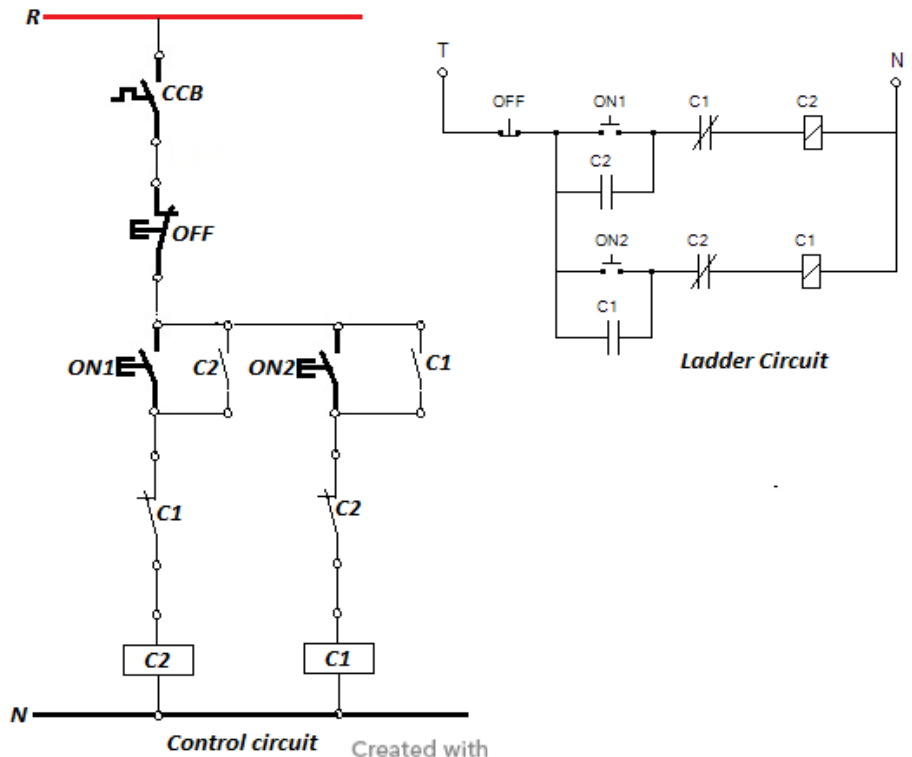 R
CCB
OFF
ON1
C2
ON2
C1
C1
C2
C2
C1
N
Control circuit
Created with
T
N
OFF
ON1
C1
C2
C2
ON2
C2
C1
C1
Ladder Circuit